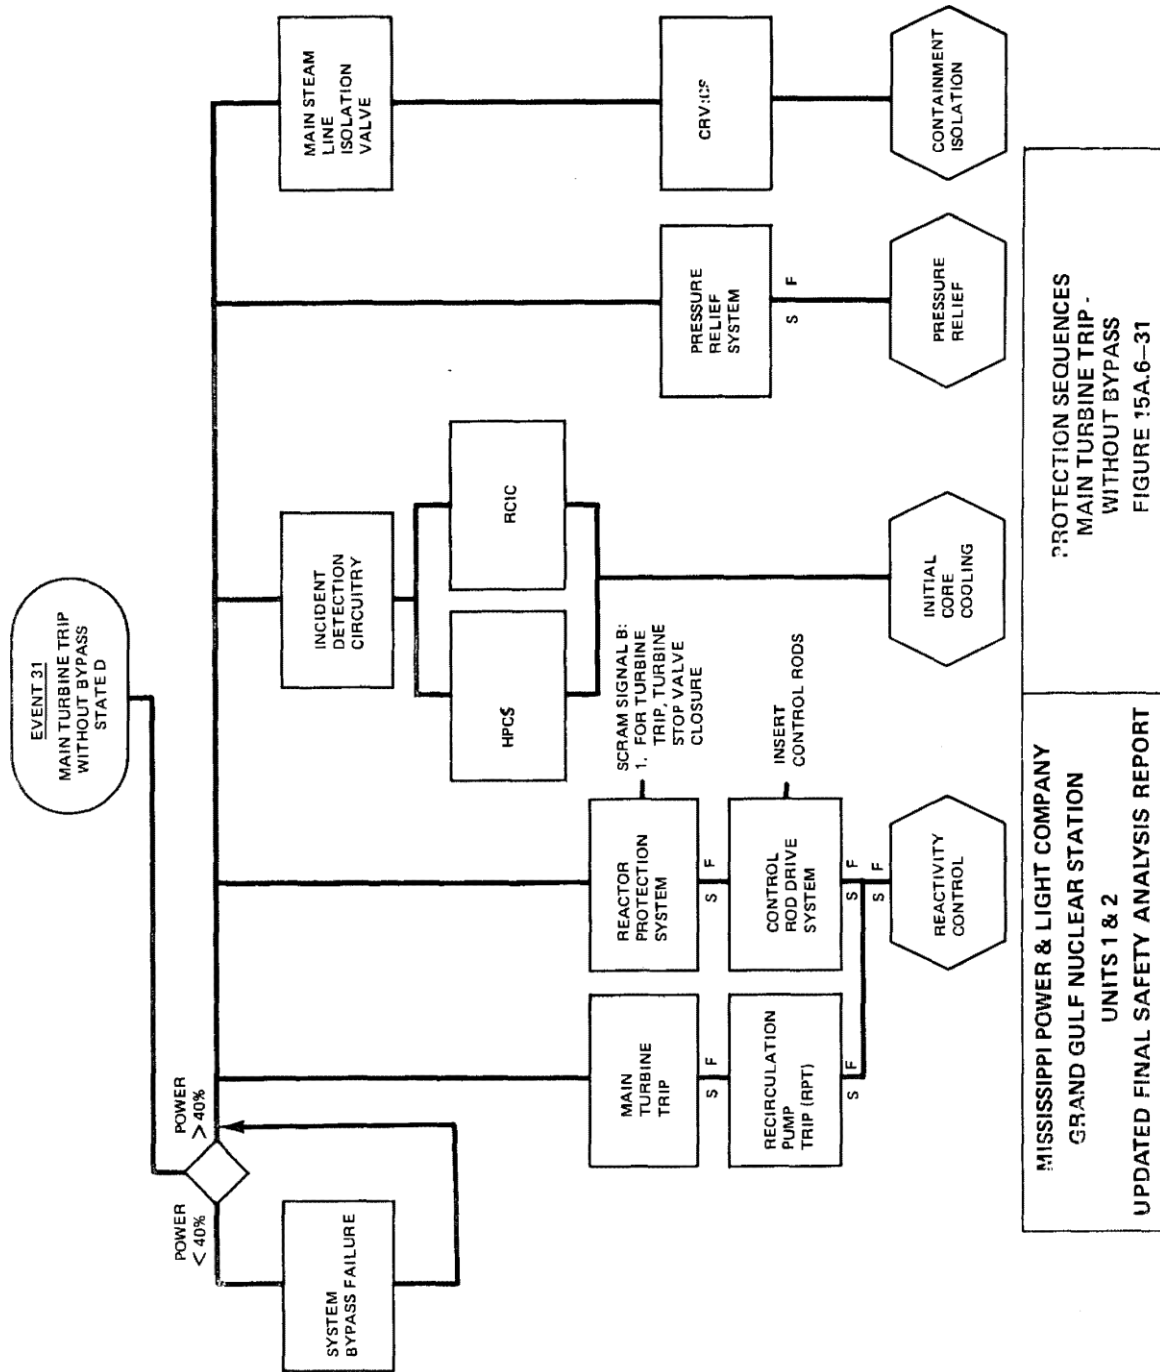 EVENT 31
MAIN TURBINE TRIP
WITHOUT BYPASS
STATE D
POWER
< 40%
POWER
> 40%
SYSTEM
BYPASS FAILURE
MAIN
TURBINE
TRIP
S F
RECIRCULATION
PUMP
TRIP (RPT)
S F
REACTOR
PROTECTION
SYSTEM
SCRAM SIGNAL B:
1. FOR TURBINE
TRIP, TURBINE
STOP VALVE
CLOSURE
S F
CONTROL
ROD DRIVE
SYSTEM
INSERT
CONTROL RODS
S F
S F
REACTIVITY
CONTROL
INCIDENT
DETECTION
CIRCUITRY
HPCS
RCIC
INITIAL
CORE
COOLING
PRESSURE
RELIEF
SYSTEM
S F
PRESSURE
RELIEF
MAIN STEAM
LINE
ISOLATION
VALVE
CONTAINMENT
ISOLATION
MISSISSIPPI POWER & LIGHT COMPANY
GRAND GULF NUCLEAR STATION
UNITS 1 & 2
UPDATED FINAL SAFETY ANALYSIS REPORT
PROTECTION SEQUENCES
MAIN TURBINE TRIP -
WITHOUT BYPASS
FIGURE 15A.6–31